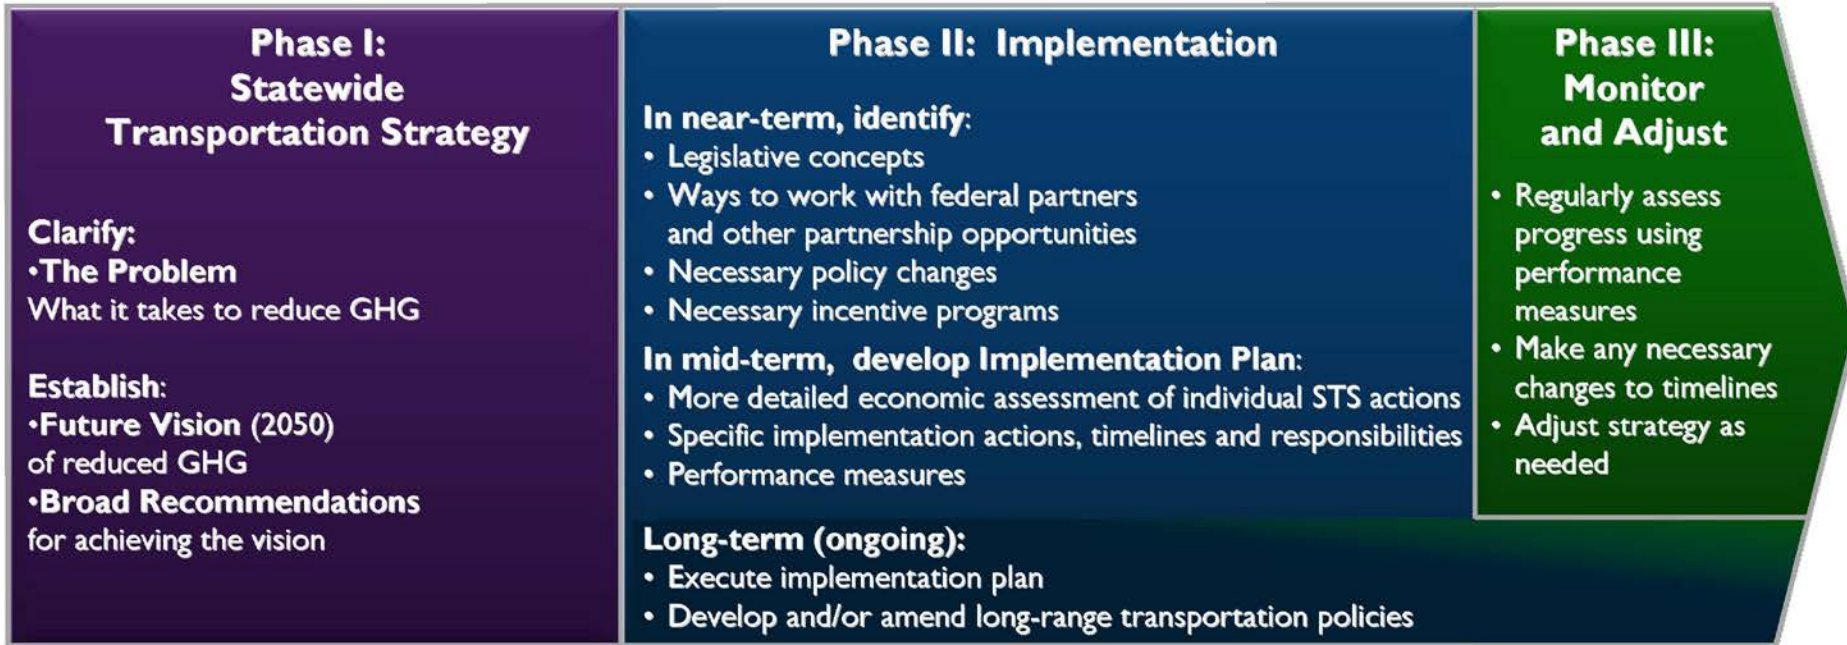 Phase I:
Statewide
Transportation Strategy
Clarify:
•The Problem
What it takes to reduce GHG
Establish:
•Future Vision (2050)
of reduced GHG
•Broad Recommendations
for achieving the vision
Phase II: Implementation
In near-term, identify:
• Legislative concepts
• Ways to work with federal partners
and other partnership opportunities
• Necessary policy changes
• Necessary incentive programs
In mid-term, develop Implementation Plan:
• More detailed economic assessment of individual STS actions
• Specific implementation actions, timelines and responsibilities
• Performance measures
Long-term (ongoing):
• Execute implementation plan
• Develop and/or amend long-range transportation policies
Phase III:
Monitor
and Adjust
• Regularly assess
progress using
performance
measures
• Make any necessary
changes to timelines
• Adjust strategy as
needed